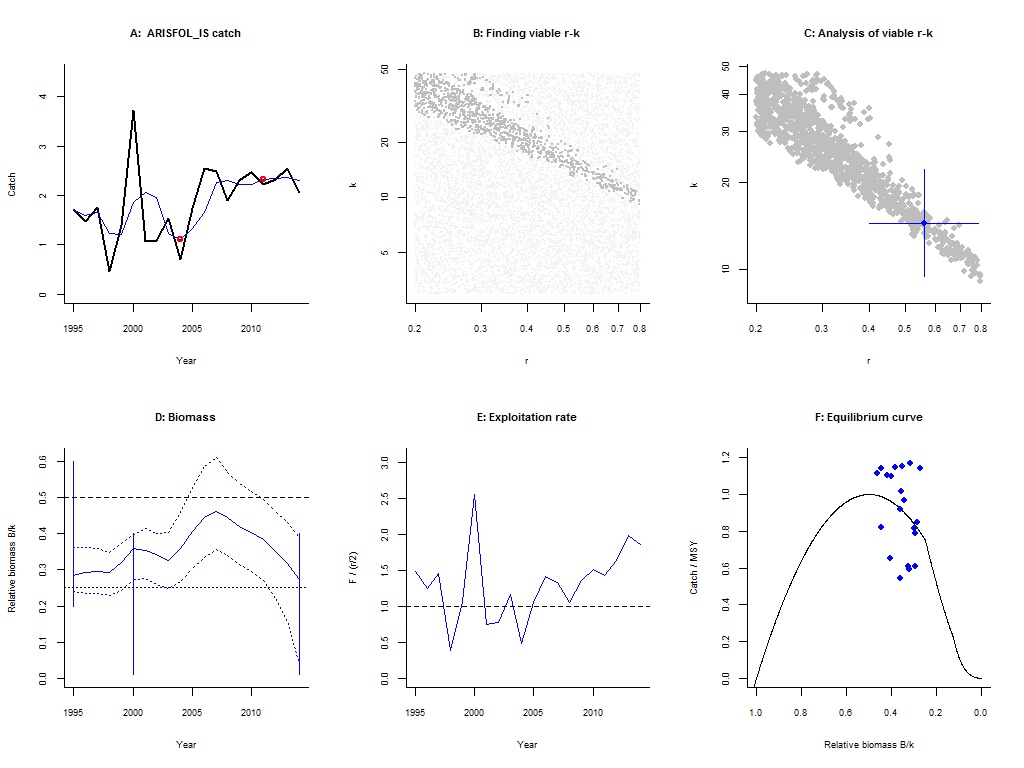 A: ARISFOL_IS catch
Catch
4
3
2
1
0
1995 2000 2005 2010
Year
B: Finding viable r-k
k
50
20
10
5
0.2 0.3 0.4 0.5 0.6 0.7 0.8
r
C: Analysis of viable r-k
k
50
40
30
20
10
0.2 0.3 0.4 0.5 0.6 0.7 0.8
r
D: Biomass
Relative biomass B/k
0.6
0.5
0.4
0.3
0.2
0.1
0.0
1995 2000 2005 2010
Year
E: Exploitation rate
F / (r/2)
3.0
2.5
2.0
1.5
1.0
0.5
0.0
1995 2000 2005 2010
Year
F: Equilibrium curve
Catch / MSY
1.2
1.0
0.8
0.6
0.4
0.2
0.0
1.0 0.8 0.6 0.4 0.2 0.0
Relative biomass B/k